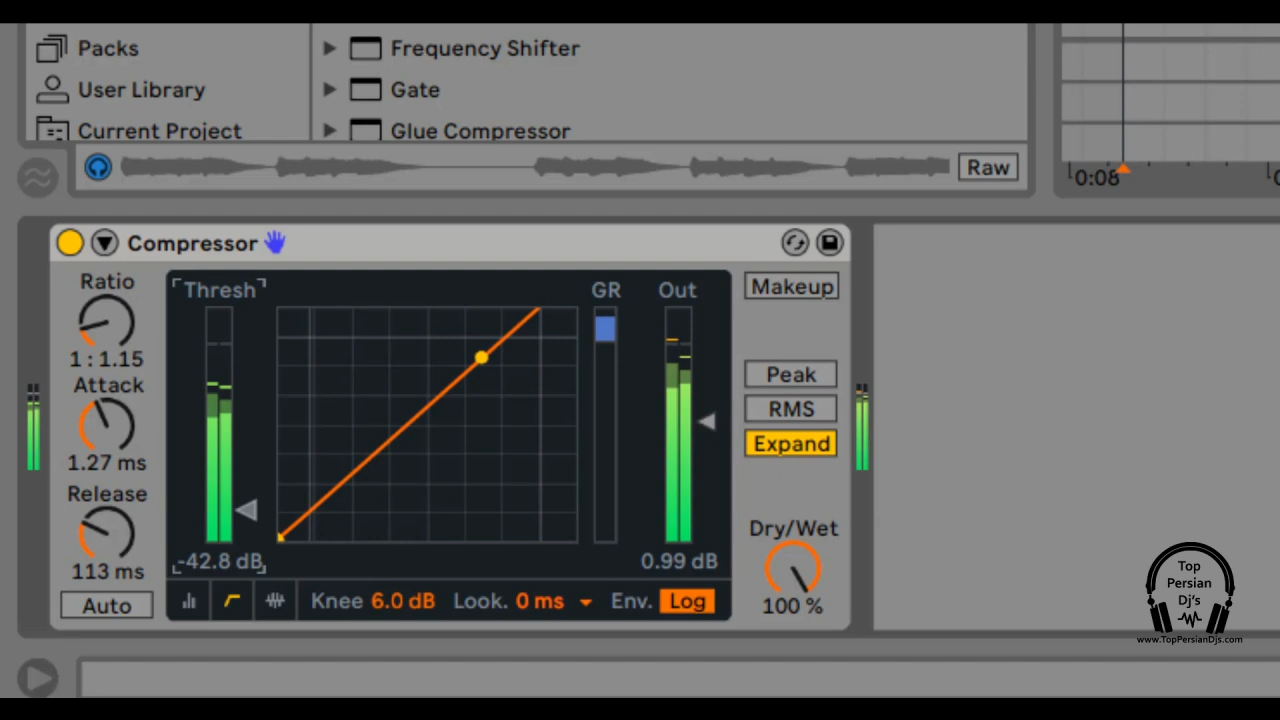 Packs
Frequency Shifter
User Library
Gate
Current Project
Glue Compressor
Raw
0:08
Compressor
Ratio
1 : 1.15
Attack
1.27 ms
Release
113 ms
Auto
Thresh
-42.8 dB
GR
Out
0.99 dB
Knee 6.0 dB Look. 0 ms Env. Log
Makeup
Peak
RMS
Expand
Dry/Wet
100 %
Top
Persian
Dj's
www.TopPersianDjs.com